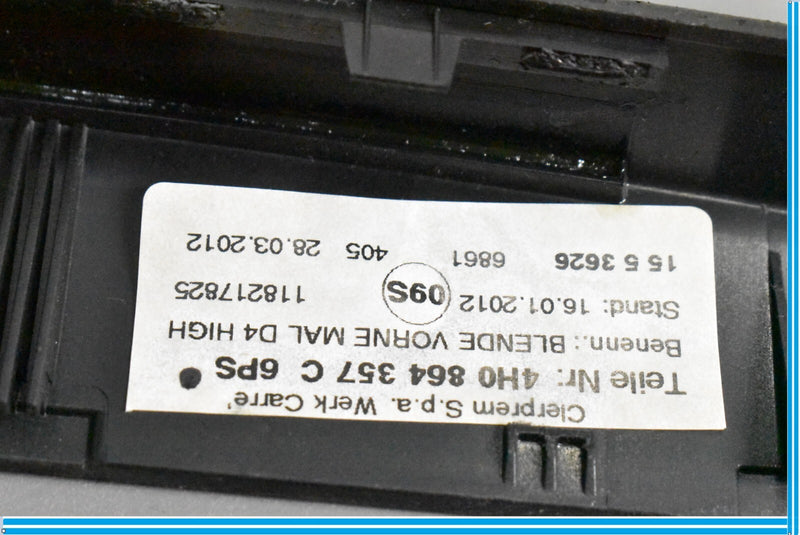 Clerprem S.p.a. Werk Carre'
Teile Nr: 4H0 864 357 C 6PS
Benenn.: BLENDE VORNE MAL D4 HIGH
Stand: 16.01.2012 09S 118217825
15 5 3626 6861 405 28.03.2012